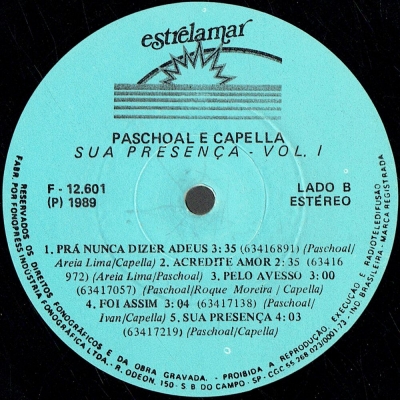 estrêlamar
PASCHOAL E CAPELLA
SUA PRESENÇA - VOL. I
F - 12.601
(P) 1989
LADO B
ESTÉREO
1. PRÁ NUNCA DIZER ADEUS 3:35 (63416891) (Paschoal/
Areia Lima/Capella) 2. ACREDITE AMOR 2:35 (63416
972) (Areia Lima/Paschoal) 3. PELO AVESSO 3:00
(63417057) (Paschoal/Roque Moreira / Capella)
4. FOI ASSIM 3:04 (63417138) (Paschoal/
Ivan/Capella) 5. SUA PRESENÇA 4:03
(63417219) (Paschoal/Capella)
FABR. POR FONOPRESS INDÚSTRIA FONOGRÁFICA LTDA. - R. ODEON, 150 - S B DO CAMPO - SP - CGC 55 268 023/0001 73 - IND. BRASILEIRA - MARCA REGISTRADA
RESERVADOS OS DIREITOS FONOGRÁFICOS E DA OBRA GRAVADA. - PROIBIDA A REPRODUÇÃO, EXECUÇÃO E RADIOTELEDIFUSÃO